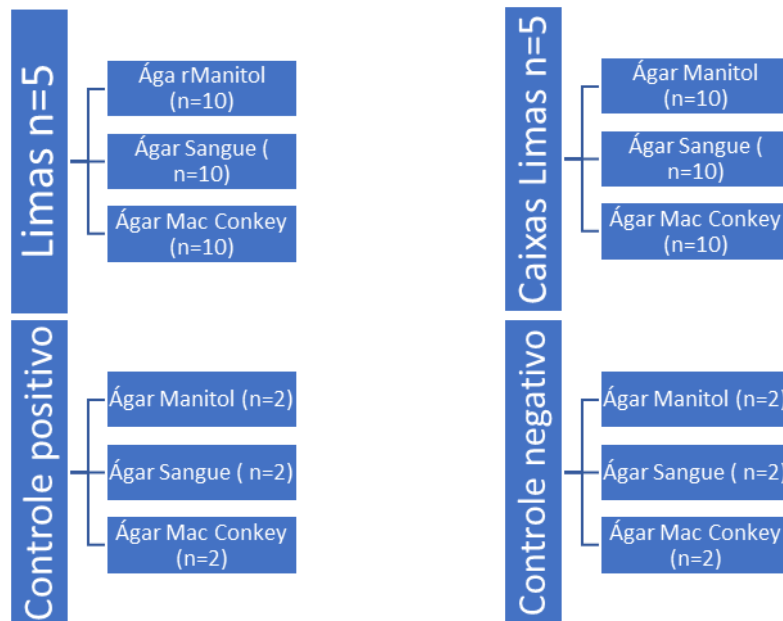 Limas n=5
Ága rManitol
(n=10)
Ágar Sangue (
n=10)
Ágar Mac Conkey
(n=10)
Caixas Limas n=5
Ágar Manitol
(n=10)
Ágar Sangue (
n=10)
Ágar Mac Conkey
(n=10)
Controle positivo
Ágar Manitol (n=2)
Ágar Sangue ( n=2)
Ágar Mac Conkey
(n=2)
Controle negativo
Ágar Manitol (n=2)
Ágar Sangue ( n=2)
Ágar Mac Conkey
(n=2)